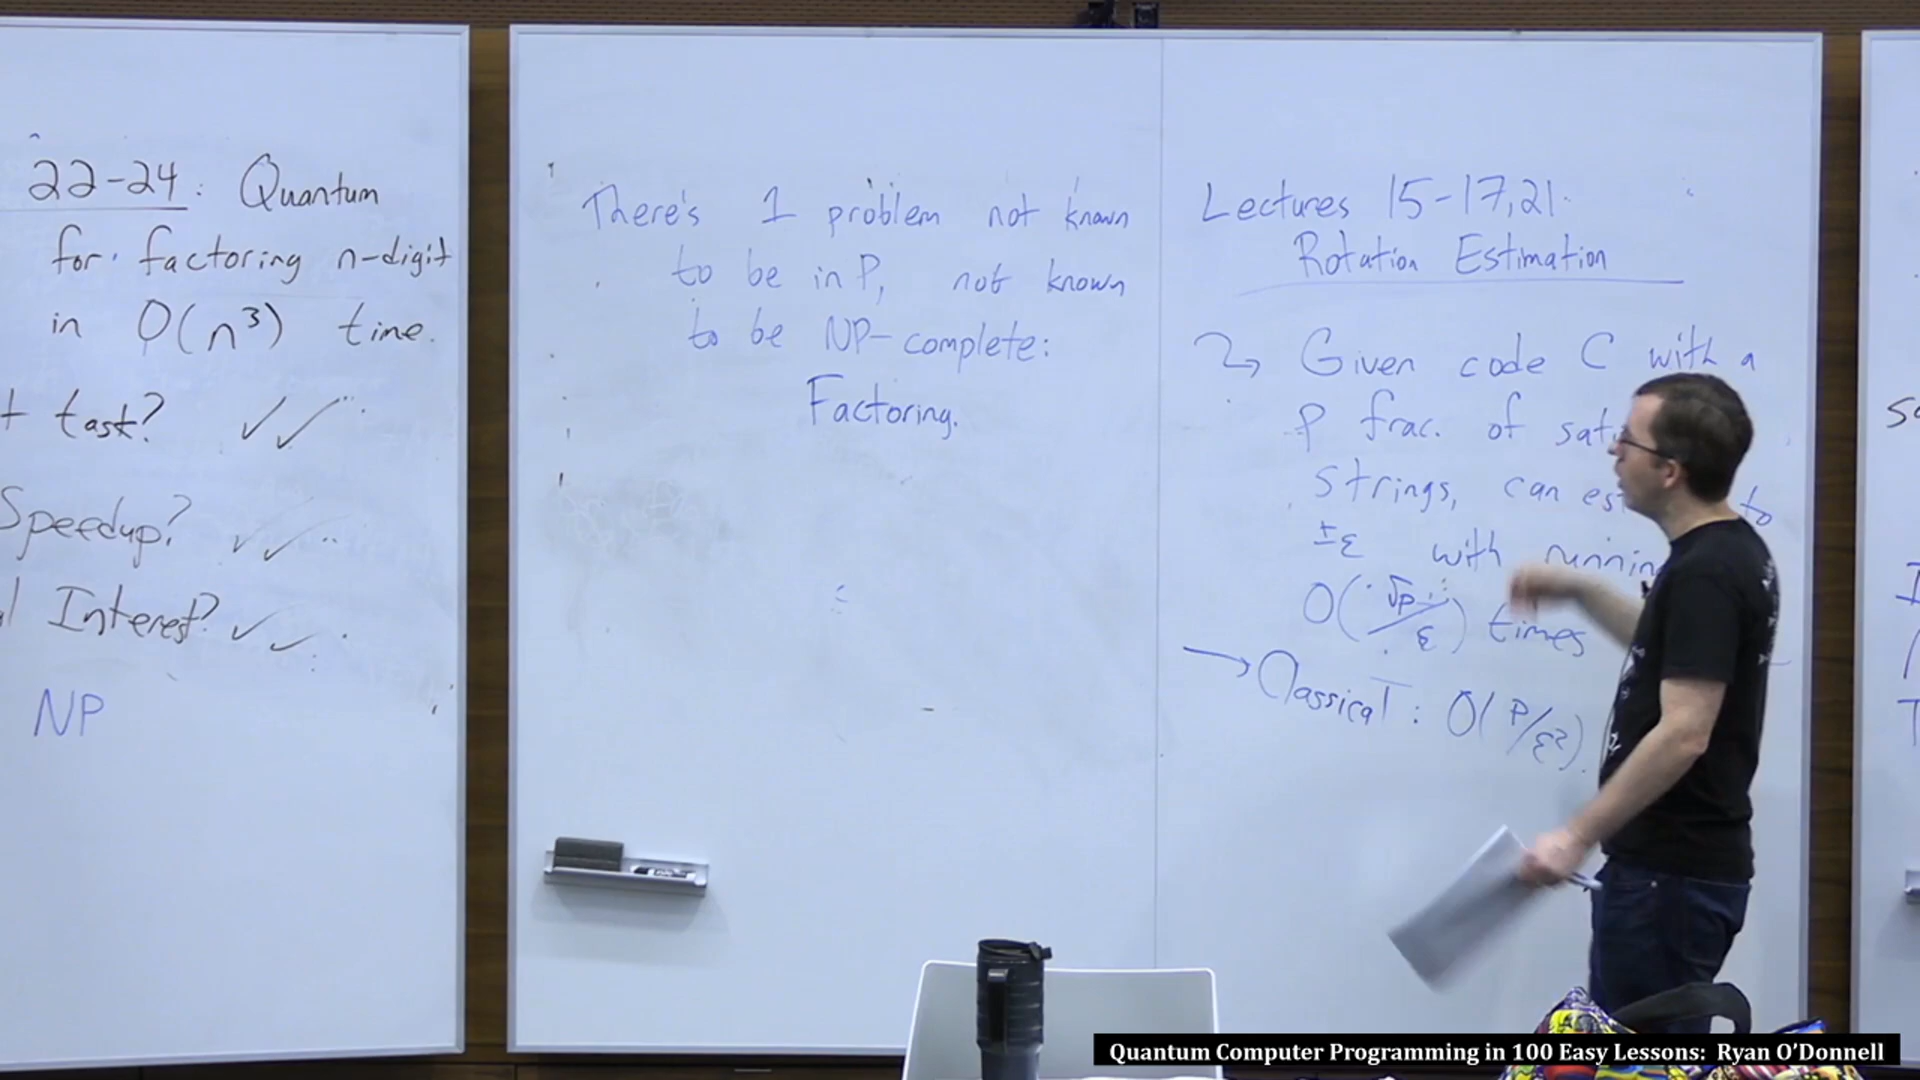 22-24: Quantum
for factoring n-digit
in O(n³) time.
t task?
Speedup? ✓✓
Interest? ✓✓
NP
There's 1 problem not known
to be in P, not known
to be NP-complete:
Factoring.
Lectures 15-17,21:
Rotation Estimation
Given code C with a
p frac. of
strings, can to
±ε with
O(√p/ε) times
→ Classical: O(p/ε²).
Quantum Computer Programming in 100 Easy Lessons: Ryan O'Donnell